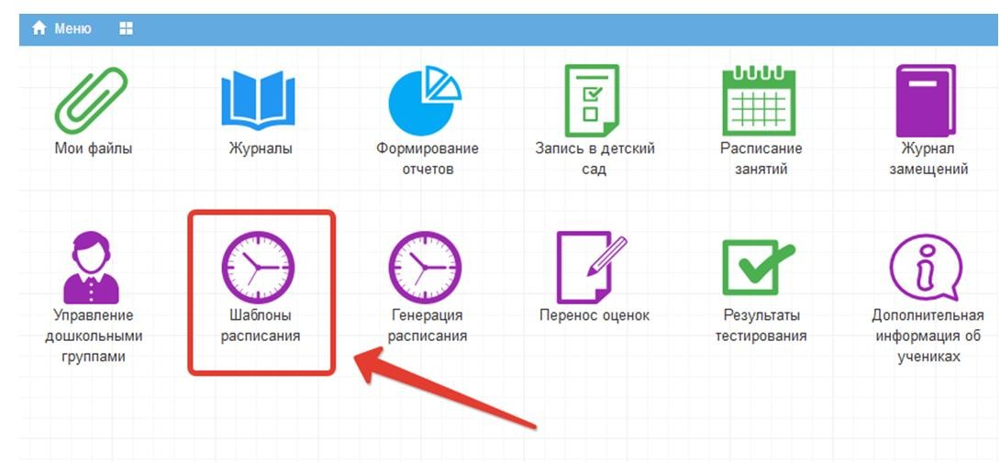 Меню
Мои файлы
Журналы
Формирование
отчетов
Запись в детский
сад
Расписание
занятий
Журнал
замещений
Управление
дошкольными
группами
Шаблоны
расписания
Генерация
расписания
Перенос оценок
Результаты
тестирования
Дополнительная
информация об
учениках